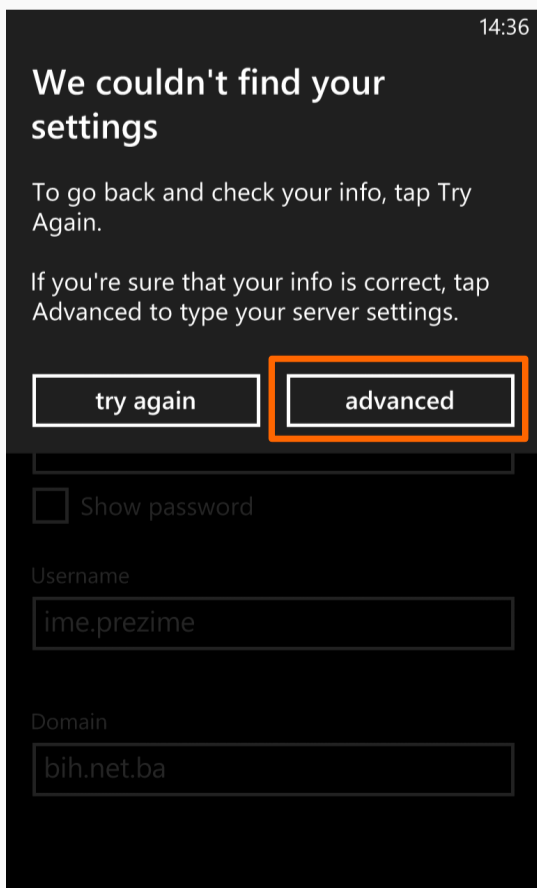 14:36
We couldn't find your
settings
To go back and check your info, tap Try
Again.
If you're sure that your info is correct, tap
Advanced to type your server settings.
try again
advanced
Show password
Username
ime.prezime
Domain
bih.net.ba